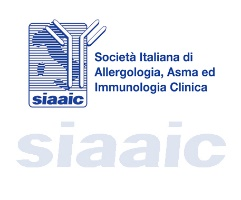 Società Italiana di
Allergologia, Asma ed
Immunologia Clinica
siaaic
siaaic